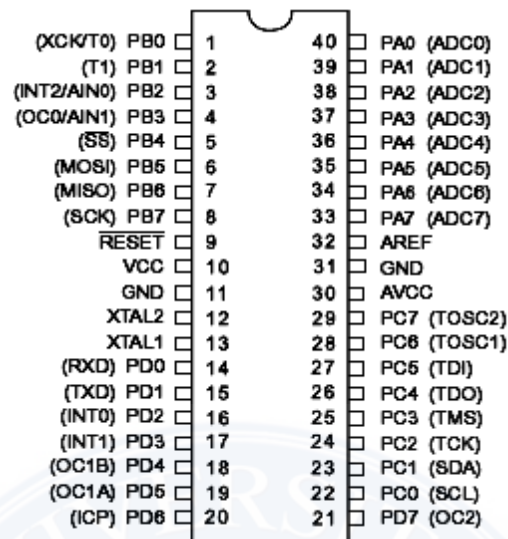 (XCK/T0) PB0 1 40 PA0 (ADC0)
(T1) PB1 2 39 PA1 (ADC1)
(INT2/AIN0) PB2 3 38 PA2 (ADC2)
(OC0/AIN1) PB3 4 37 PA3 (ADC3)
(S̅S̅) PB4 5 36 PA4 (ADC4)
(MOSI) PB5 6 35 PA5 (ADC5)
(MISO) PB6 7 34 PA6 (ADC6)
(SCK) PB7 8 33 PA7 (ADC7)
R̅E̅S̅E̅T̅ 9 32 AREF
VCC 10 31 GND
GND 11 30 AVCC
XTAL2 12 29 PC7 (TOSC2)
XTAL1 13 28 PC6 (TOSC1)
(RXD) PD0 14 27 PC5 (TDI)
(TXD) PD1 15 26 PC4 (TDO)
(INT0) PD2 16 25 PC3 (TMS)
(INT1) PD3 17 24 PC2 (TCK)
(OC1B) PD4 18 23 PC1 (SDA)
(OC1A) PD5 19 22 PC0 (SCL)
(ICP) PD6 20 21 PD7 (OC2)